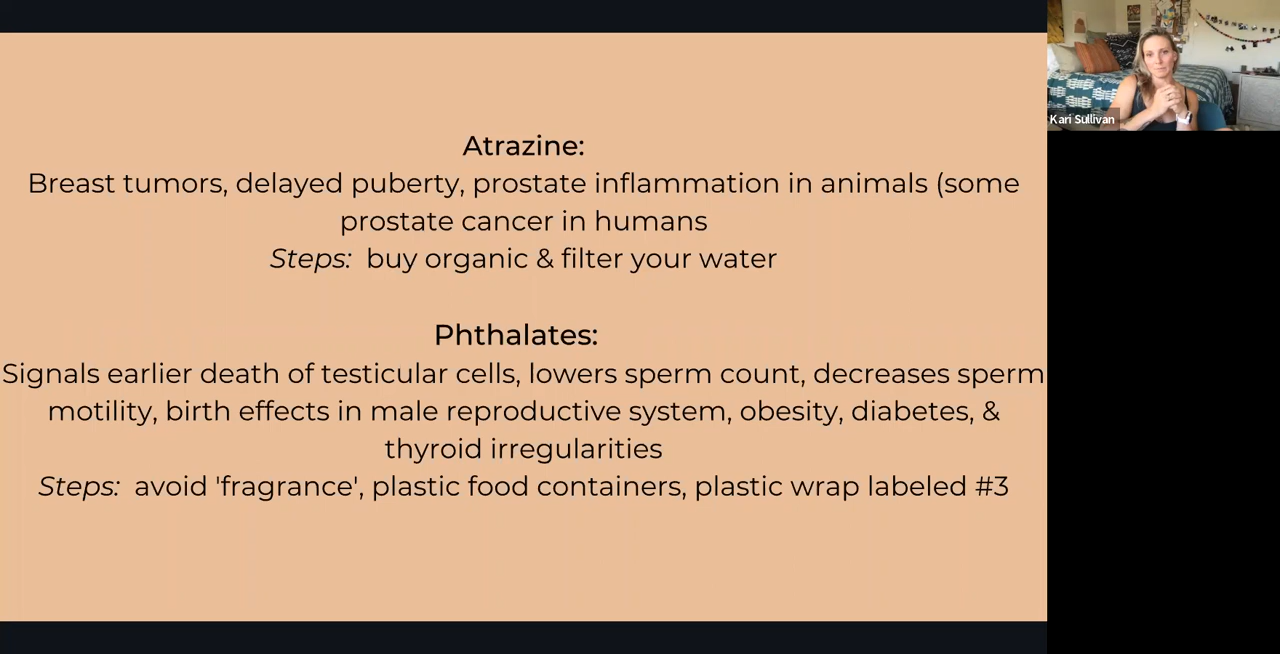 Atrazine:
Breast tumors, delayed puberty, prostate inflammation in animals (some
prostate cancer in humans
Steps: buy organic & filter your water
Phthalates:
Signals earlier death of testicular cells, lowers sperm count, decreases sperm
motility, birth effects in male reproductive system, obesity, diabetes, &
thyroid irregularities
Steps: avoid 'fragrance', plastic food containers, plastic wrap labeled #3
Kari Sullivan